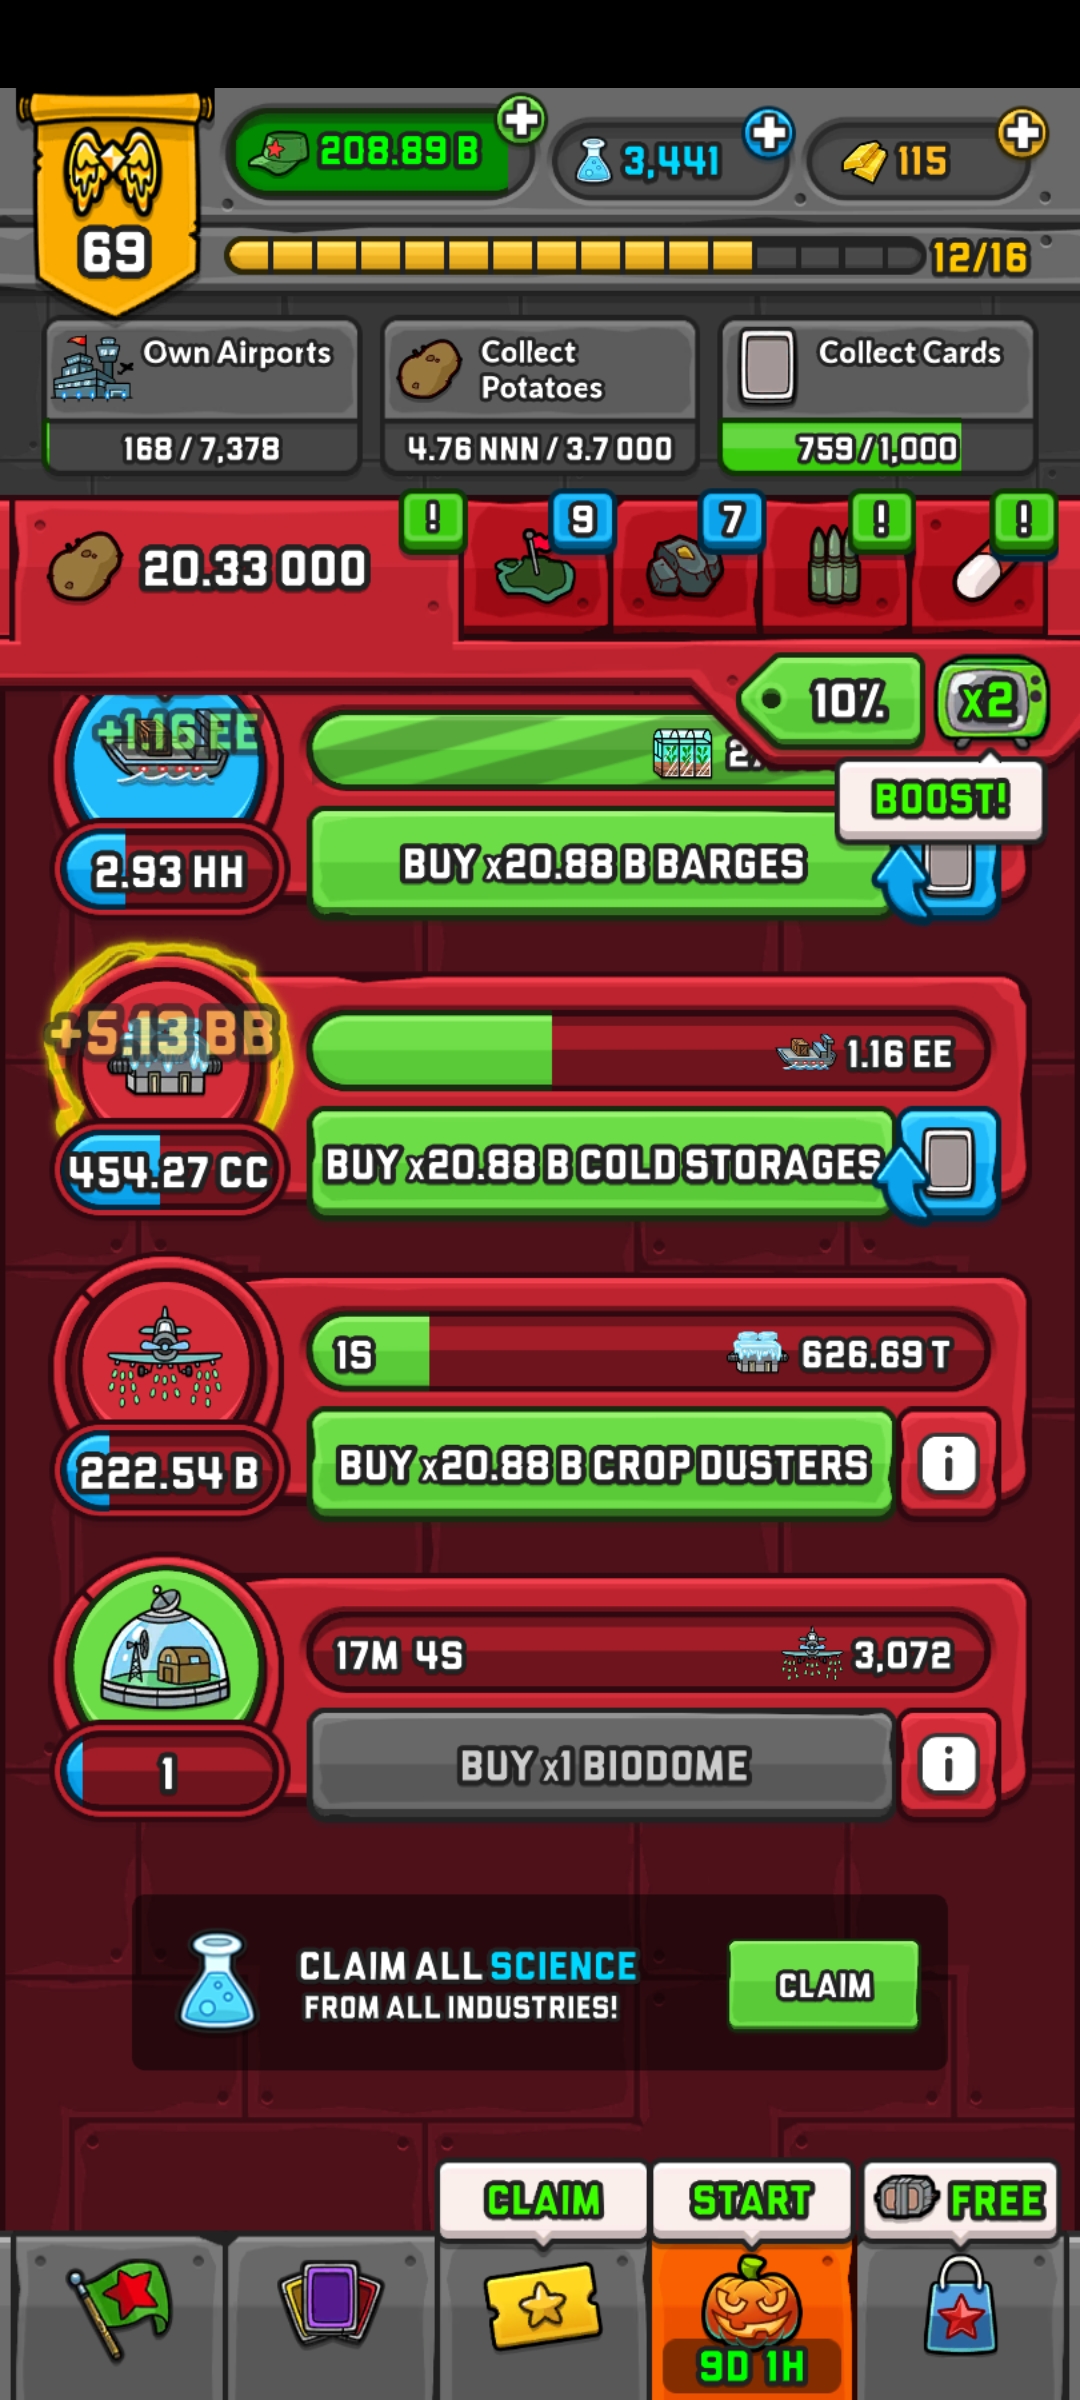 208.89 B
3,441
115
69
12/16
Own Airports
168 / 7,378
Collect
Potatoes
4.76 NNN / 3.7 OOO
Collect Cards
759 / 1,000
20.33 OOO
!
9
7
!
!
10%
x2
BOOST!
+1.16 EE
2.93 HH
BUY x20.88 B BARGES
+5.13 BB
1.16 EE
454.27 CC
BUY x20.88 B COLD STORAGES
1S
626.69 T
222.54 B
BUY x20.88 B CROP DUSTERS
i
17M 4S
3,072
1
BUY x1 BIODOME
i
CLAIM ALL SCIENCE
FROM ALL INDUSTRIES!
CLAIM
CLAIM
START
FREE
9D 1H